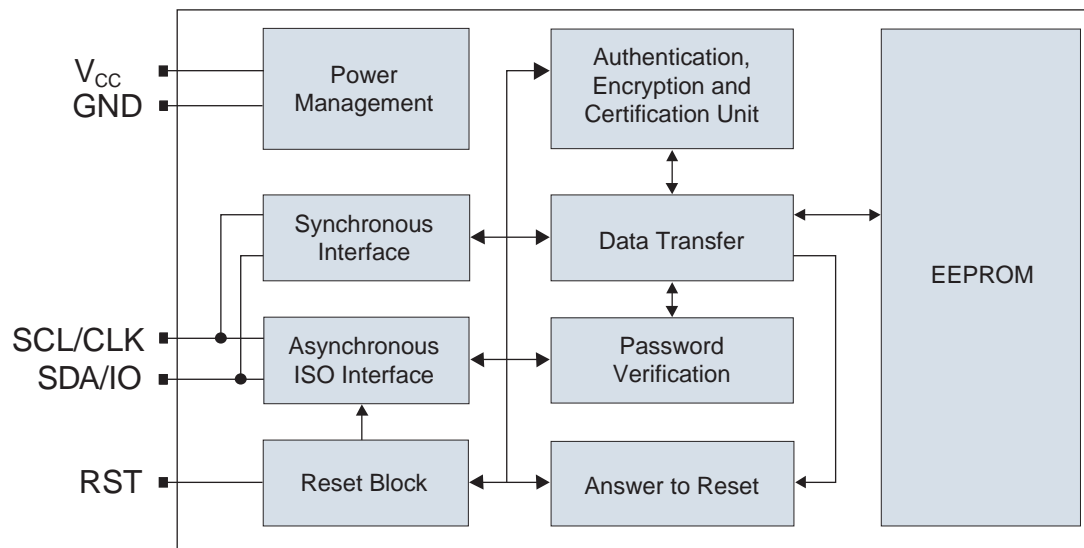 V_CC
GND
SCL/CLK
SDA/IO
RST
Power
Management
Synchronous
Interface
Asynchronous
ISO Interface
Reset Block
Authentication,
Encryption and
Certification Unit
Data Transfer
Password
Verification
Answer to Reset
EEPROM